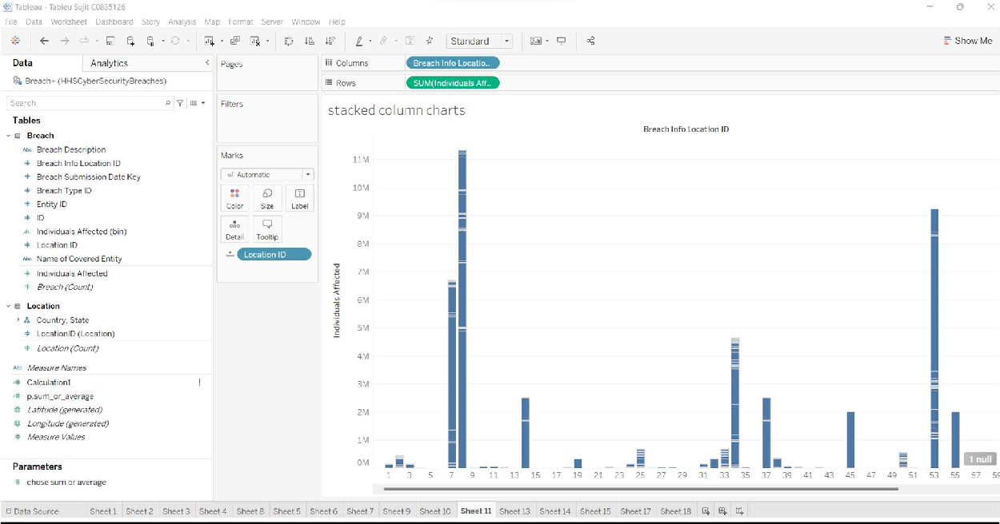 Tableau - Tableu Sujit C0835126
File Data Worksheet Dashboard Story Analysis Map Format Server Window Help
Standard
Show Me
Data Analytics
Breach+ (HHSCyberSecurityBreaches)
Search
Tables
Breach
Abc Breach Description
Breach Info Location ID
Breach Submission Date Key
Breach Type ID
Entity ID
ID
Individuals Affected (bin)
Location ID
Abc Name of Covered Entity
Individuals Affected
Breach (Count)
Location
Country, State
LocationID (Location)
Location (Count)
Abc Measure Names
Calculation1 !
p.sum_or_average
Latitude (generated)
Longitude (generated)
Measure Values
Parameters
chose sum or average
Pages
Filters
Marks
Automatic
Color Size Label
Detail Tooltip
Location ID
Columns Breach Info Locatio..
Rows SUM(Individuals Aff..
stacked column charts
Breach Info Location ID
Individuals Affected
11M
10M
9M
8M
7M
6M
5M
4M
3M
2M
1M
0M
1 null
1 3 5 7 9 11 13 15 17 19 21 23 25 27 29 31 33 35 37 39 41 43 45 47 49 51 53 55 57 59
Data Source Sheet 1 Sheet 2 Sheet 3 Sheet 4 Sheet 8 Sheet 5 Sheet 6 Sheet 7 Sheet 9 Sheet 10 Sheet 11 Sheet 13 Sheet 14 Sheet 15 Sheet 17 Sheet 18